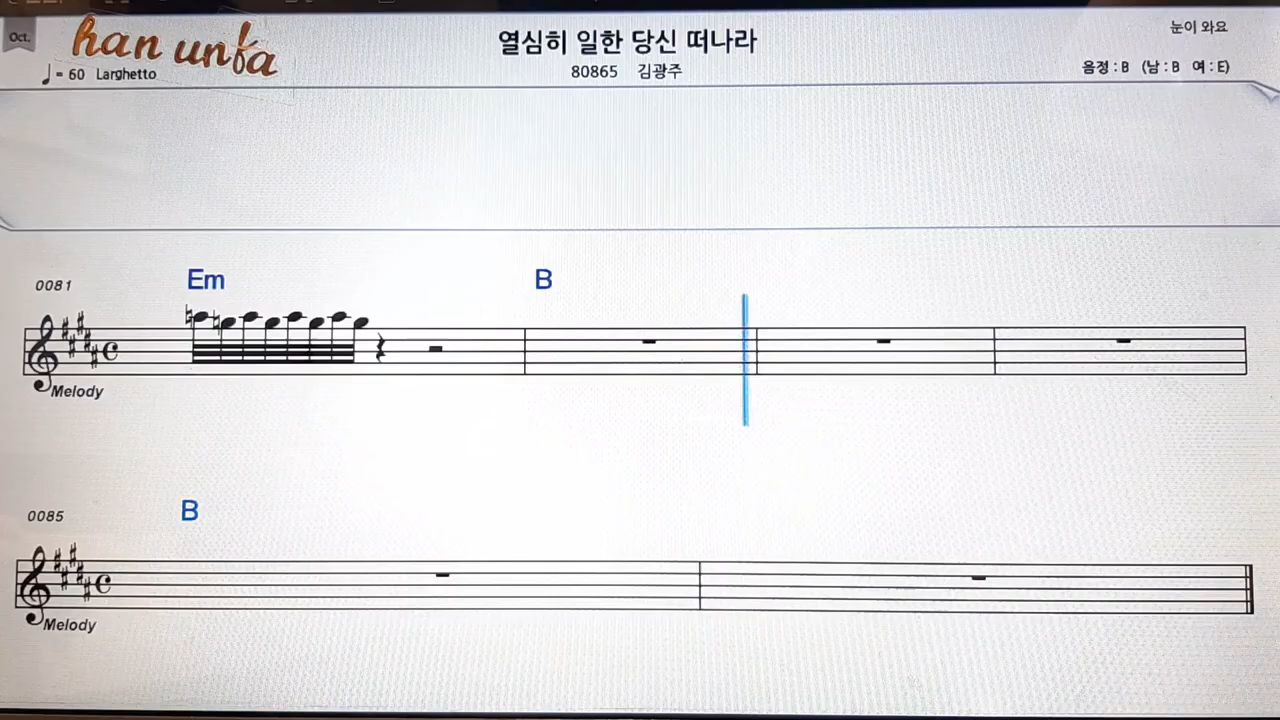 Oct.
han unfa
열심히 일한 당신 떠나라
눈이 와요
♩ = 60 Larghetto
80865 김광주
음정 : B (남 : B 여 : E)
0081
Em
B
Melody
0085
B
Melody